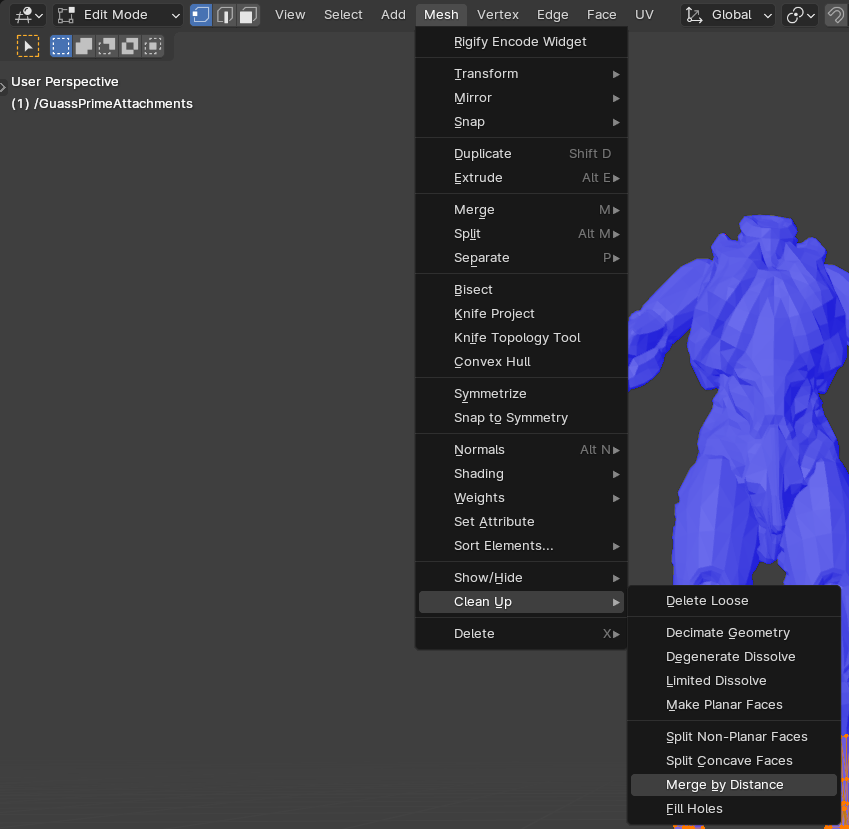 Edit Mode View Select Add Mesh Vertex Edge Face UV Global
User Perspective
(1) /GuassPrimeAttachments
Rigify Encode Widget
Transform
Mirror
Snap
Duplicate Shift D
Extrude Alt E
Merge M
Split Alt M
Separate P
Bisect
Knife Project
Knife Topology Tool
Convex Hull
Symmetrize
Snap to Symmetry
Normals Alt N
Shading
Weights
Set Attribute
Sort Elements...
Show/Hide
Clean Up
Delete X
Delete Loose
Decimate Geometry
Degenerate Dissolve
Limited Dissolve
Make Planar Faces
Split Non-Planar Faces
Split Concave Faces
Merge by Distance
Fill Holes